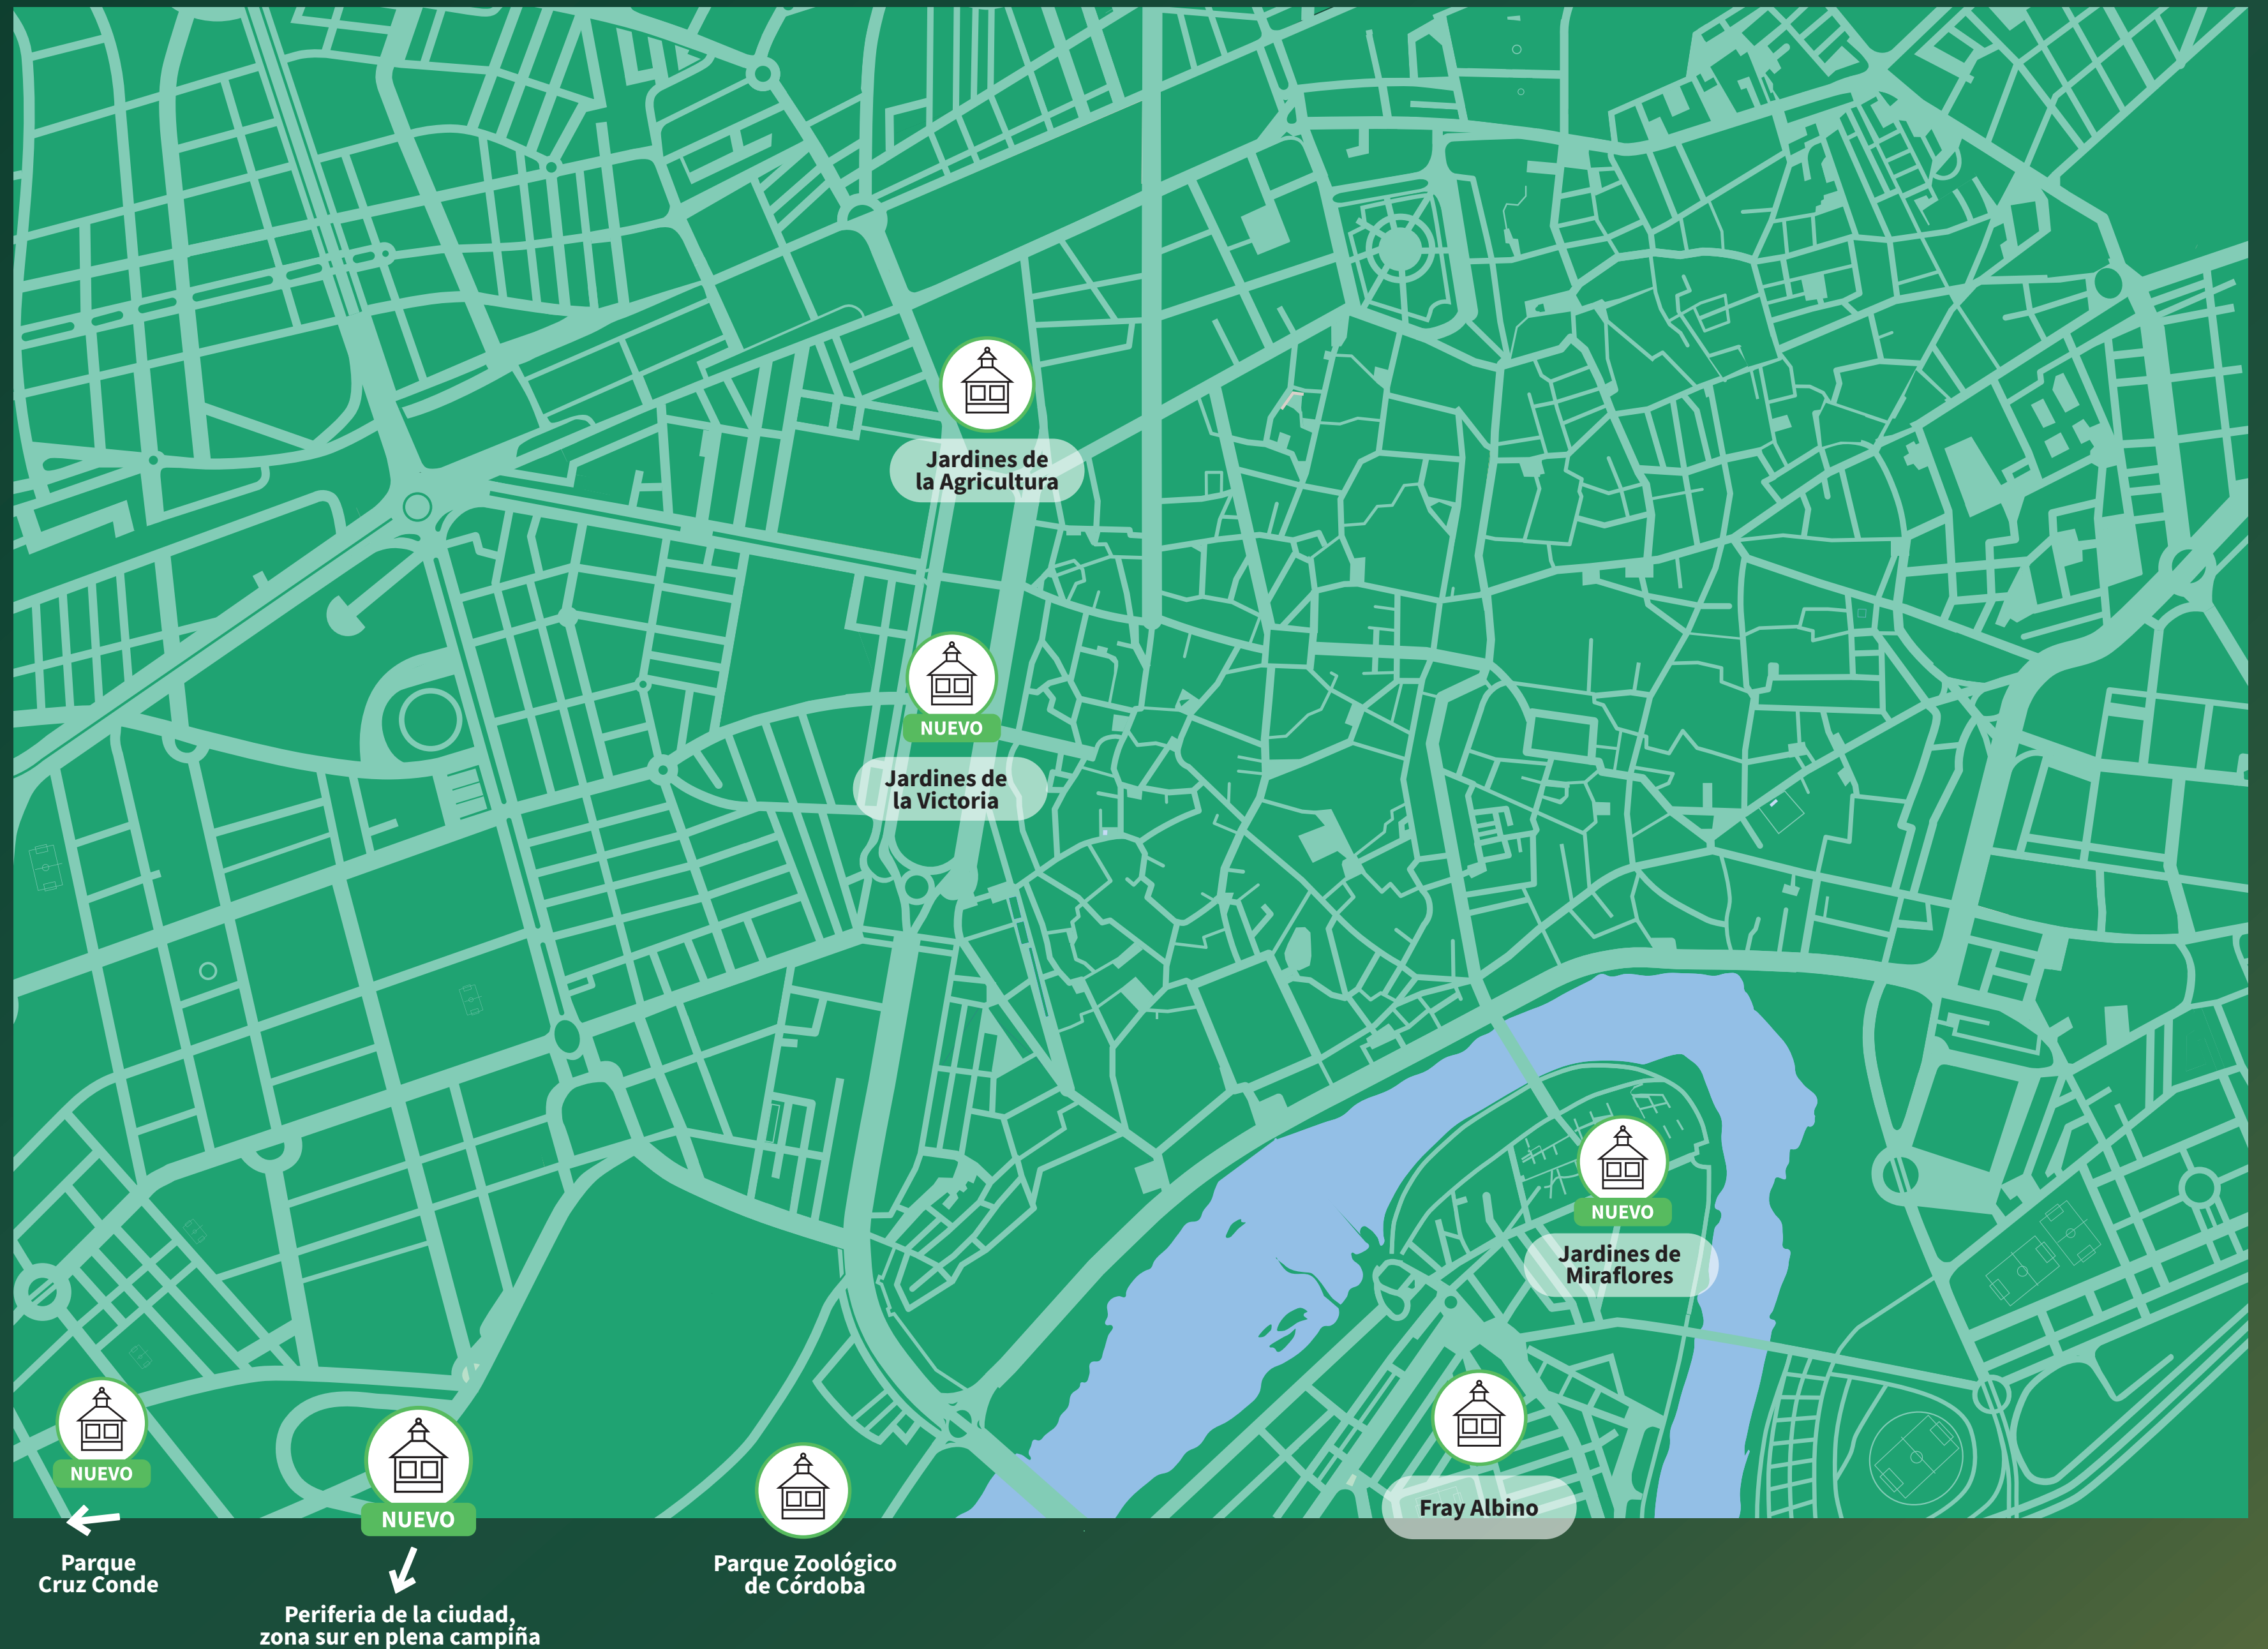 Jardines de
la Agricultura
NUEVO
Jardines de
la Victoria
NUEVO
Jardines de
Miraflores
NUEVO
Parque
Cruz Conde
NUEVO
Periferia de la ciudad,
zona sur en plena campiña
Parque Zoológico
de Córdoba
Fray Albino